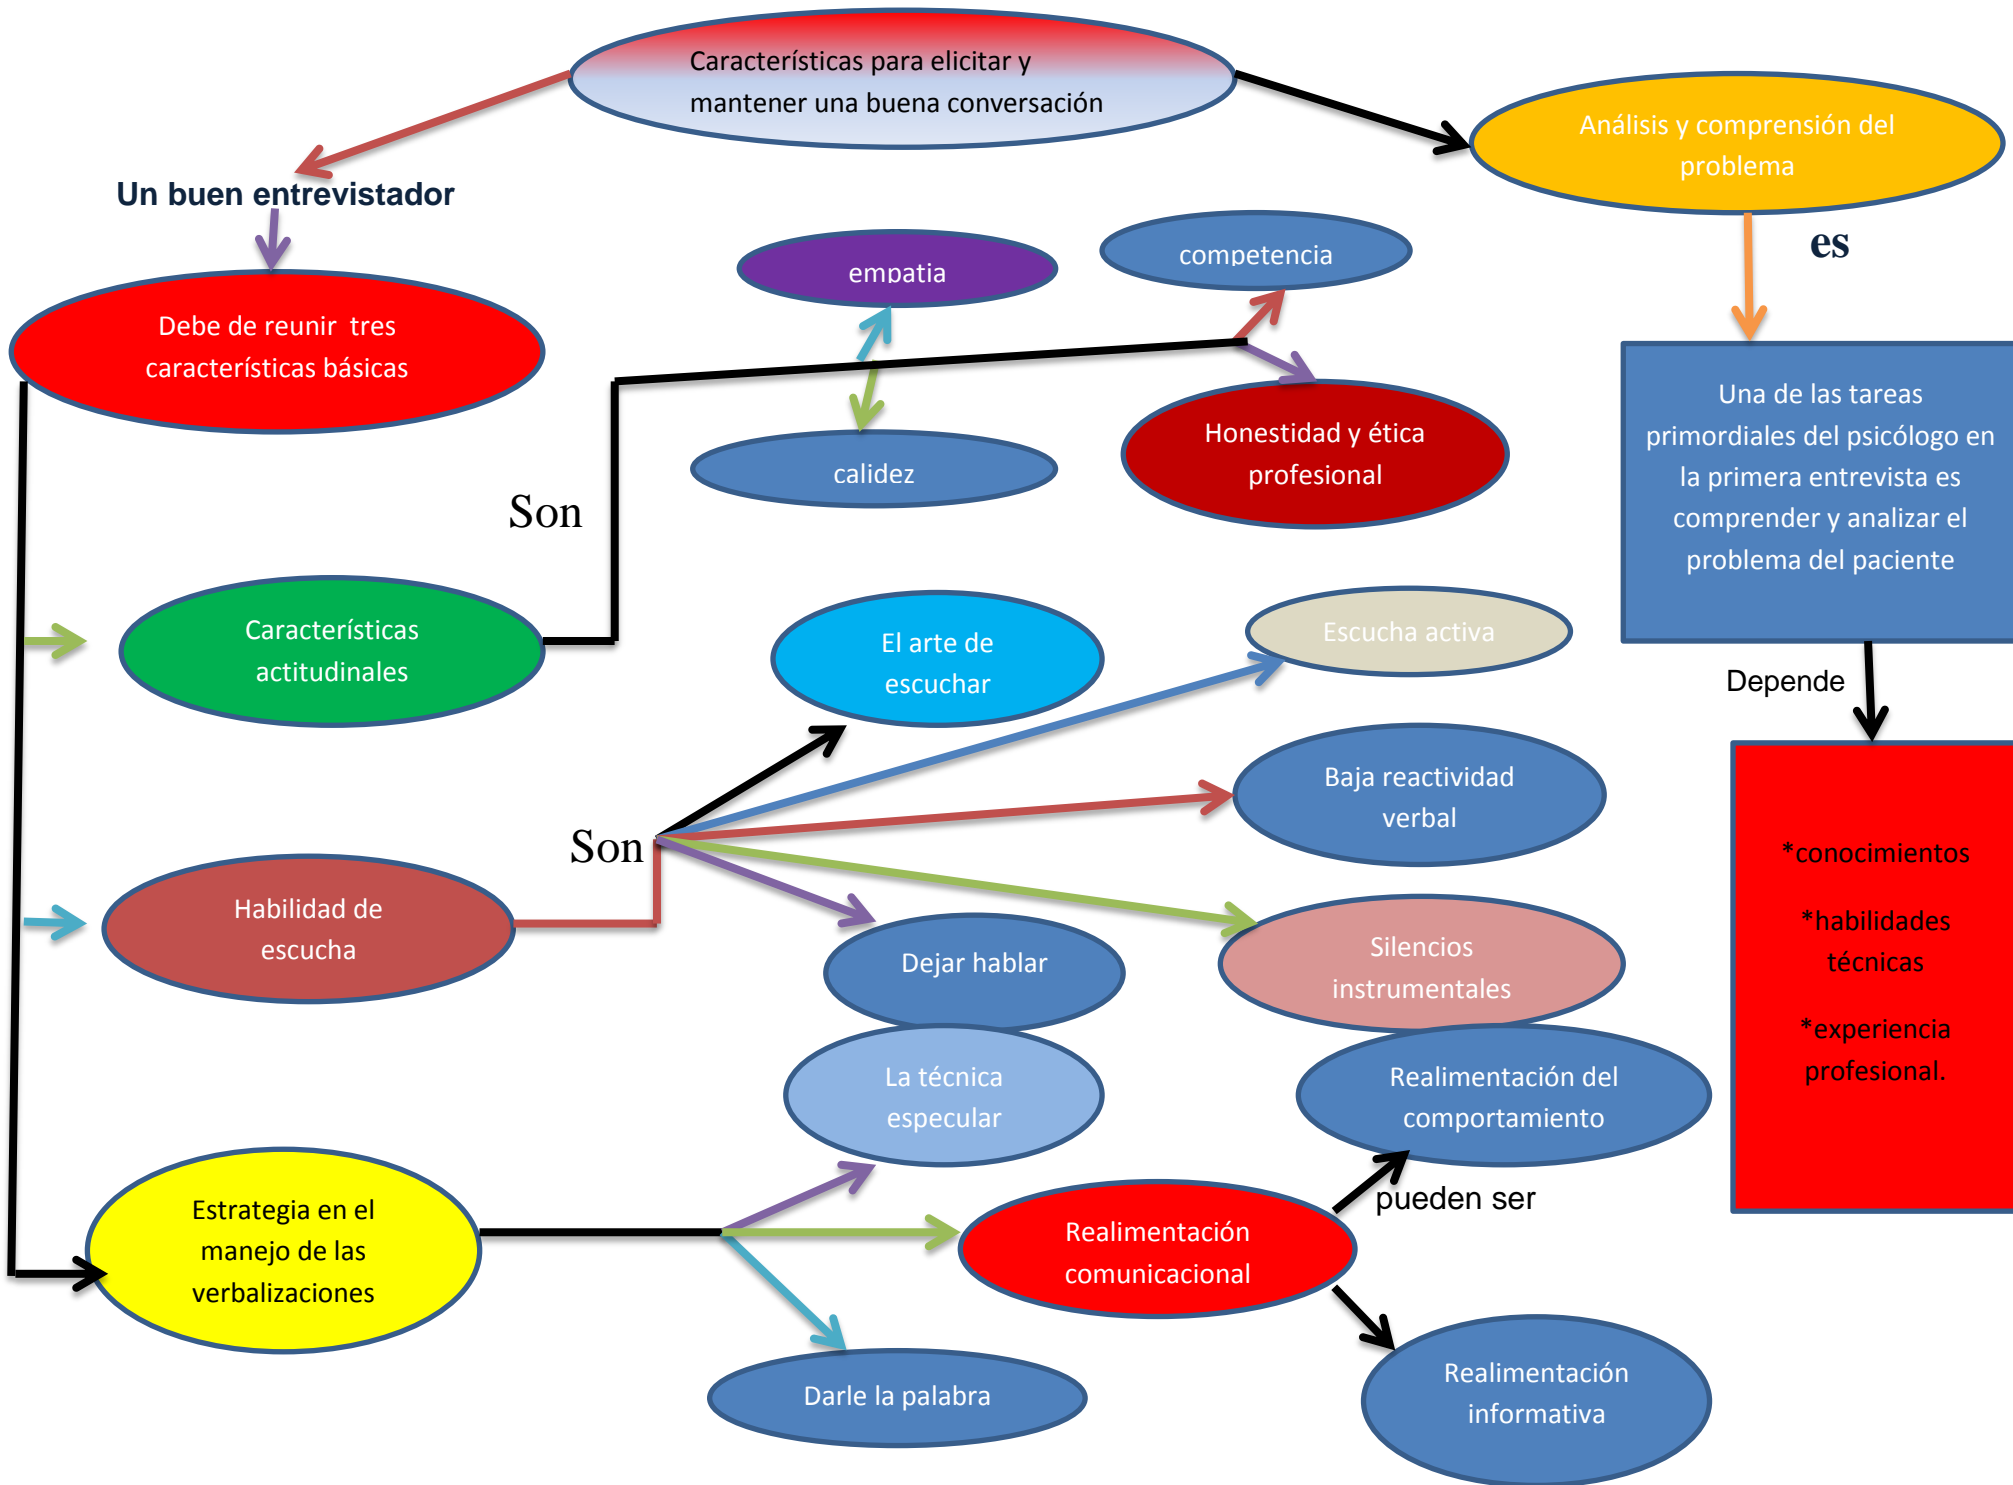 Características para elicitar y
mantener una buena conversación
Análisis y comprensión del
problema
Un buen entrevistador
es
empatia
competencia
Debe de reunir  tres
características básicas
Una de las tareas
primordiales del psicólogo en
la primera entrevista es
comprender y analizar el
problema del paciente
Honestidad y ética
profesional
calidez
Son
Características
actitudinales
El arte de
escuchar
Escucha activa
Depende
Baja reactividad
verbal
Son
*conocimientos
*habilidades
técnicas
*experiencia
profesional.
Habilidad de
escucha
Dejar hablar
Silencios
instrumentales
La técnica
especular
Realimentación del
comportamiento
pueden ser
Estrategia en el
manejo de las
verbalizaciones
Realimentación
comunicacional
Darle la palabra
Realimentación
informativa